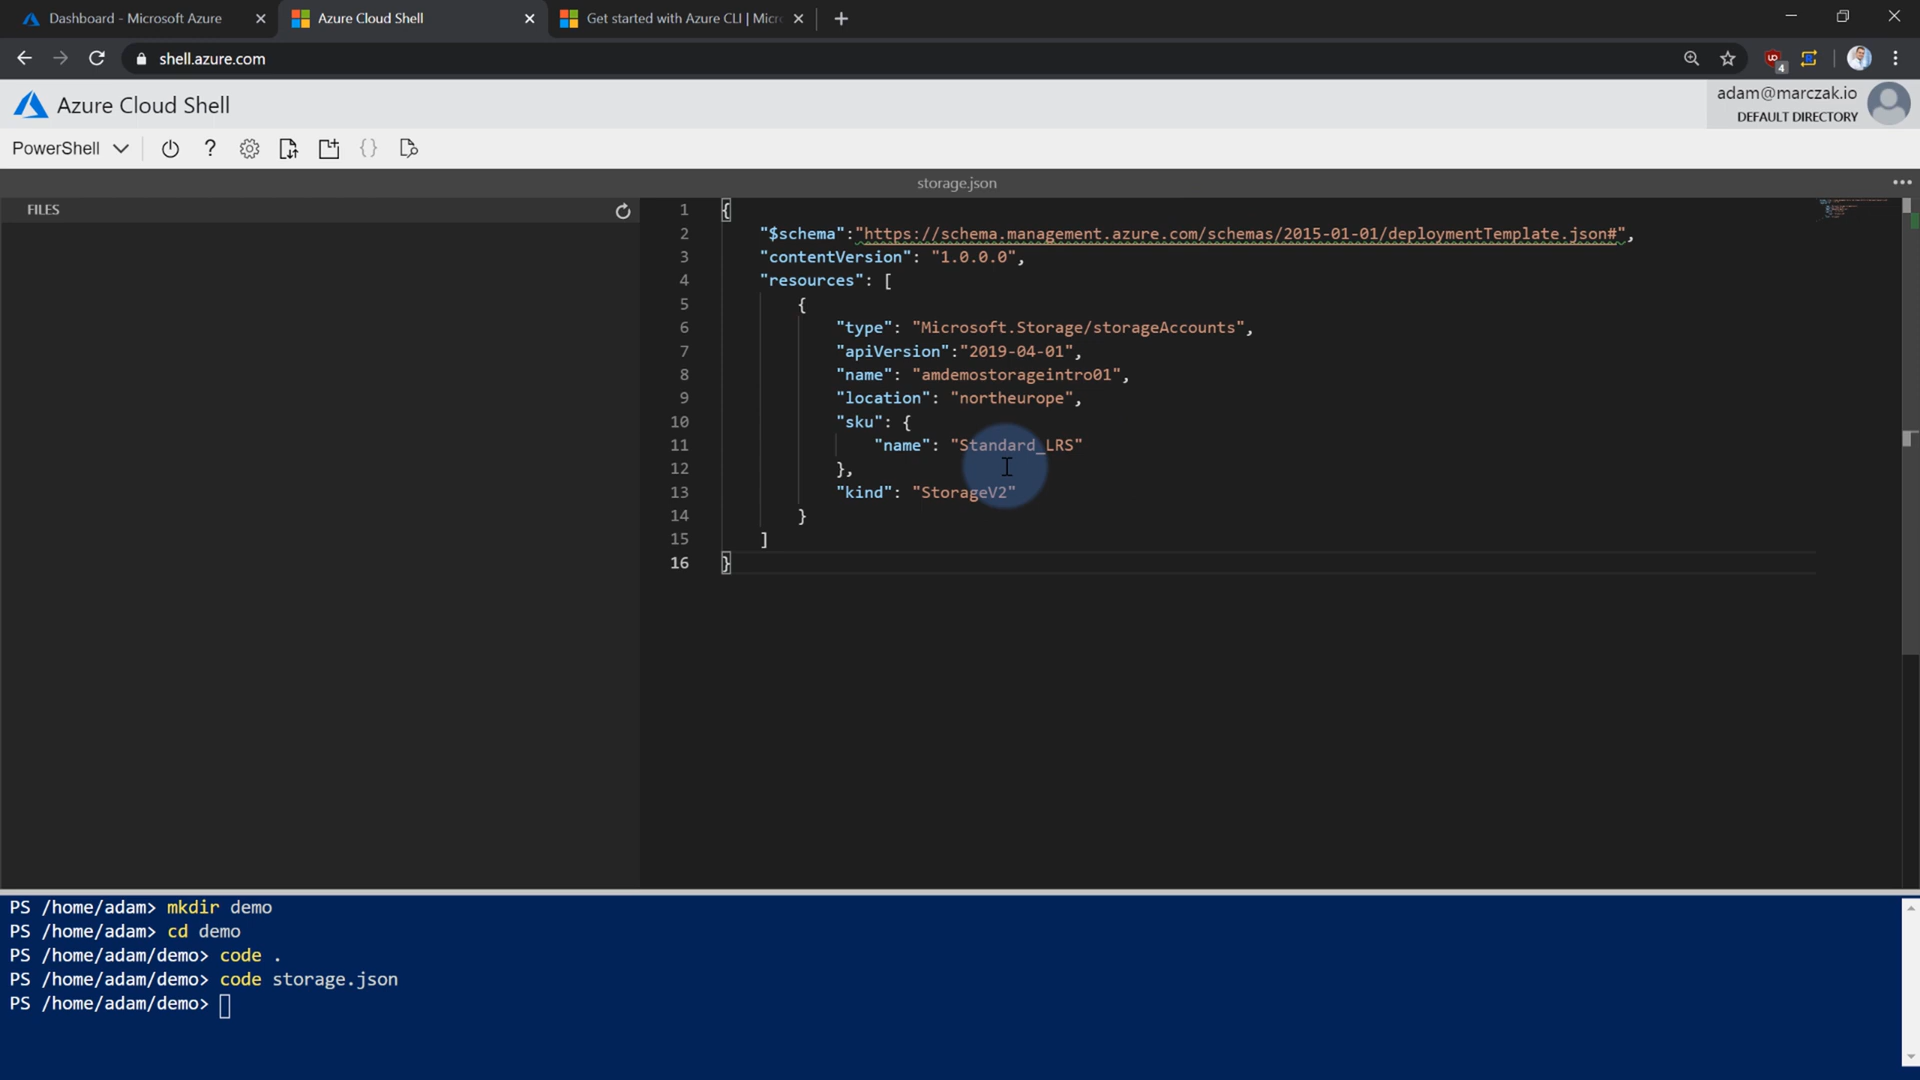 Dashboard - Microsoft Azure
Azure Cloud Shell
Get started with Azure CLI | Micr
shell.azure.com
4
Azure Cloud Shell
adam@marczak.io
DEFAULT DIRECTORY
PowerShell
storage.json
FILES
1 {
2 "$schema":"https://schema.management.azure.com/schemas/2015-01-01/deploymentTemplate.json#",
3 "contentVersion": "1.0.0.0",
4 "resources": [
5 {
6 "type": "Microsoft.Storage/storageAccounts",
7 "apiVersion":"2019-04-01",
8 "name": "amdemostorageintro01",
9 "location": "northeurope",
10 "sku": {
11 "name": "Standard_LRS"
12 },
13 "kind": "StorageV2"
14 }
15 ]
16 }
PS /home/adam> mkdir demo
PS /home/adam> cd demo
PS /home/adam/demo> code .
PS /home/adam/demo> code storage.json
PS /home/adam/demo>